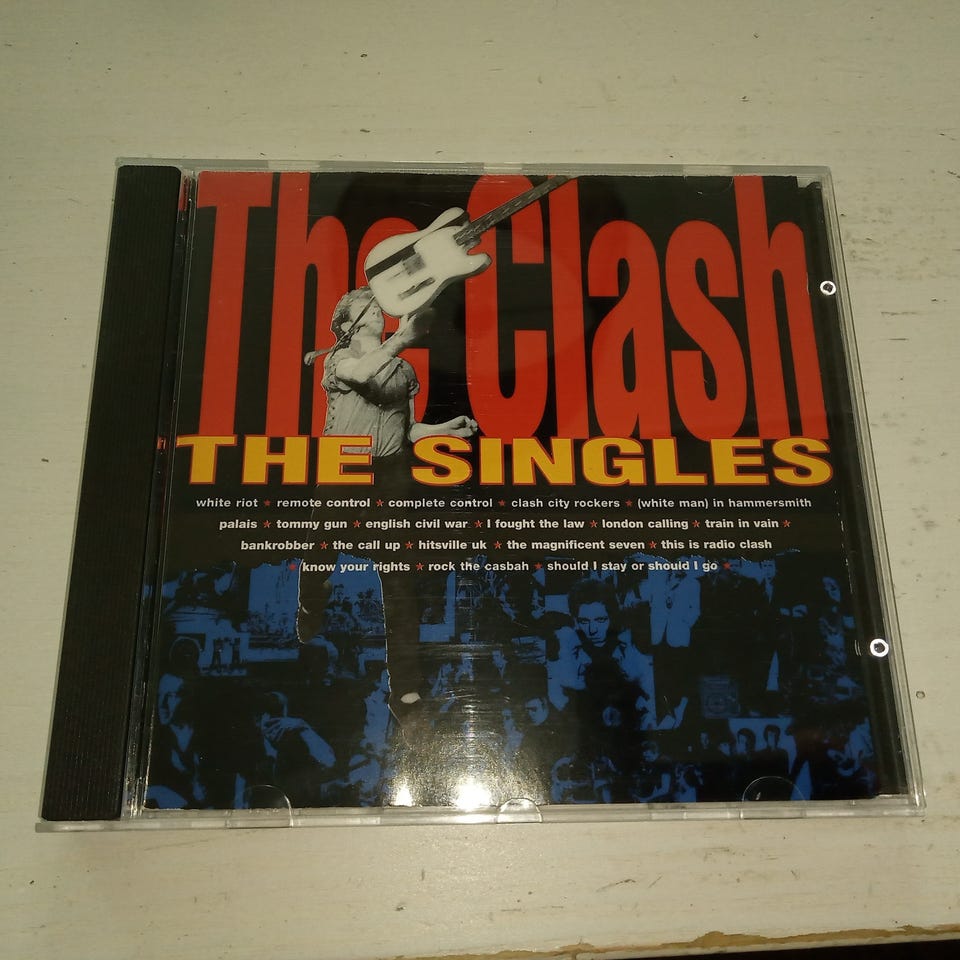 The Clash
THE SINGLES
white riot ★ remote control ★ complete control ★ clash city rockers ★ (white man) in hammersmith
palais ★ tommy gun ★ english civil war ★ I fought the law ★ london calling ★ train in vain ★
bankrobber ★ the call up ★ hitsville uk ★ the magnificent seven ★ this is radio clash
★ know your rights ★ rock the casbah ★ should I stay or should I go ★